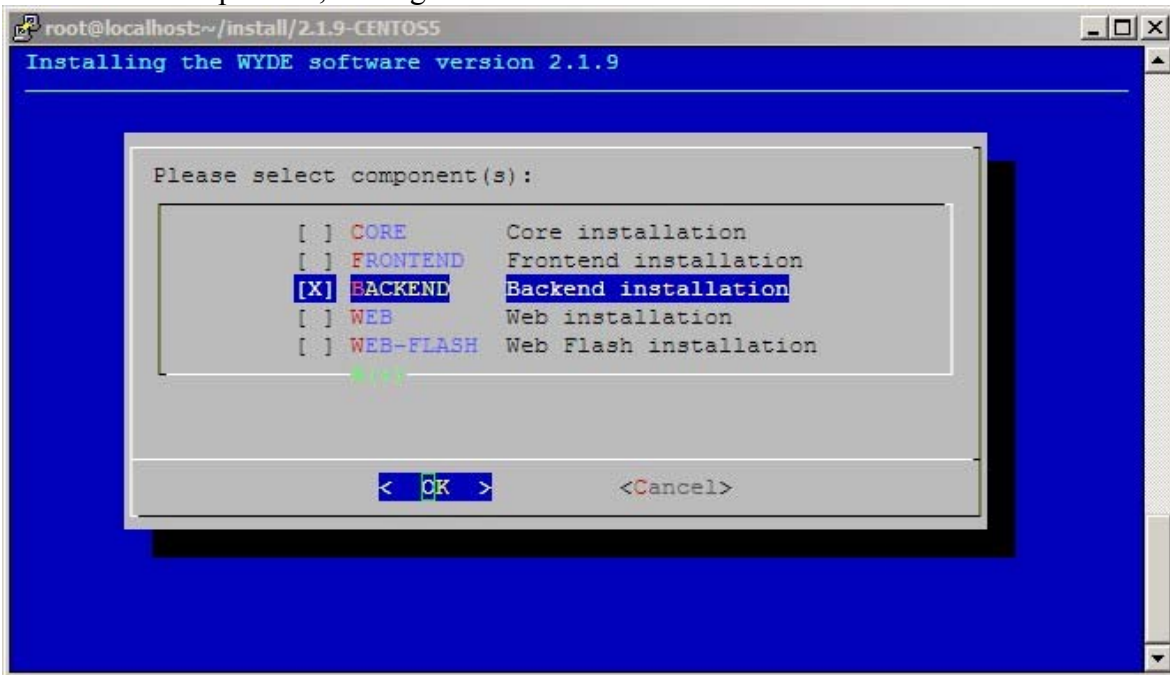 root@localhost:~/install/2.1.9-CENTOS5
Installing the WYDE software version 2.1.9
Please select component(s):
[ ] CORE Core installation
[ ] FRONTEND Frontend installation
[X] BACKEND Backend installation
[ ] WEB Web installation
[ ] WEB-FLASH Web Flash installation
< OK > <Cancel>